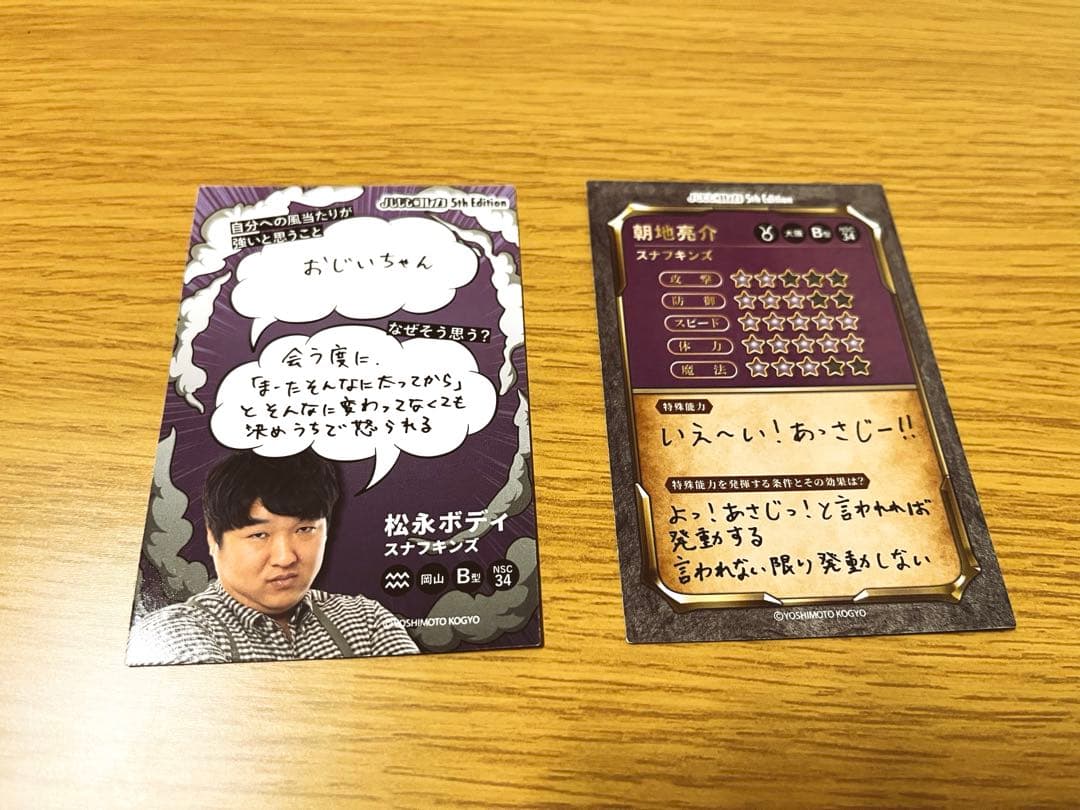 5th Edition
自分への風当たりが
強いと思うこと
おじいちゃん
なぜそう思う?
会う度に、
「まーたそんなに太ってから」
とそんなに変わってなくても
決めうちで怒られる
松永ボディ
スナフキンズ
岡山 B型 NSC 34
©YOSHIMOTO KOGYO
5th Edition
朝地亮介
大阪 B型 NSC 34
スナフキンズ
攻撃
防御
スピード
体力
魔法
特殊能力
いえ〜い!あっさじー!!
特殊能力を発揮する条件とその効果は?
よっ!あさじっ!と言われれば
発動する
言われない限り発動しない
©YOSHIMOTO KOGYO